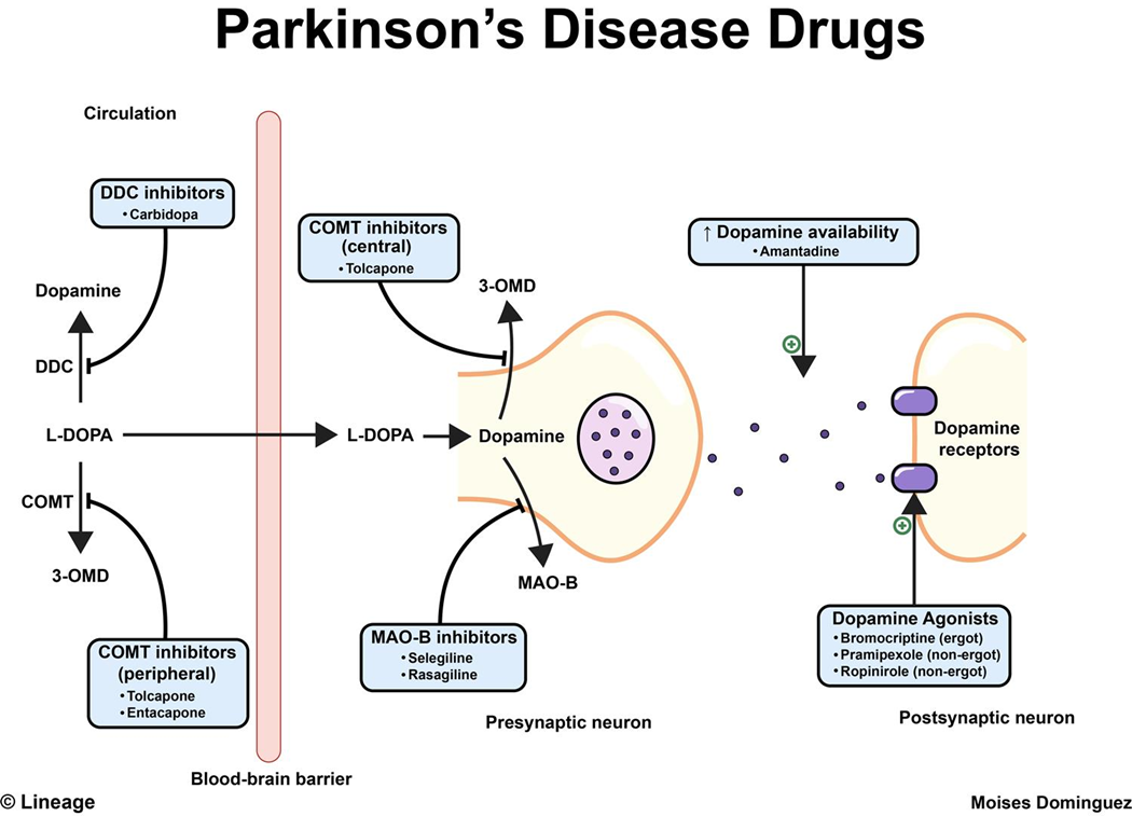 Parkinson's Disease Drugs
Circulation
DDC inhibitors
• Carbidopa
Dopamine
DDC
L-DOPA
COMT
3-OMD
COMT inhibitors
(peripheral)
• Tolcapone
• Entacapone
Blood-brain barrier
COMT inhibitors
(central)
• Tolcapone
3-OMD
L-DOPA
Dopamine
MAO-B
MAO-B inhibitors
• Selegiline
• Rasagiline
Presynaptic neuron
↑ Dopamine availability
• Amantadine
+
Dopamine
receptors
+
Dopamine Agonists
• Bromocriptine (ergot)
• Pramipexole (non-ergot)
• Ropinirole (non-ergot)
Postsynaptic neuron
© Lineage
Moises Dominguez